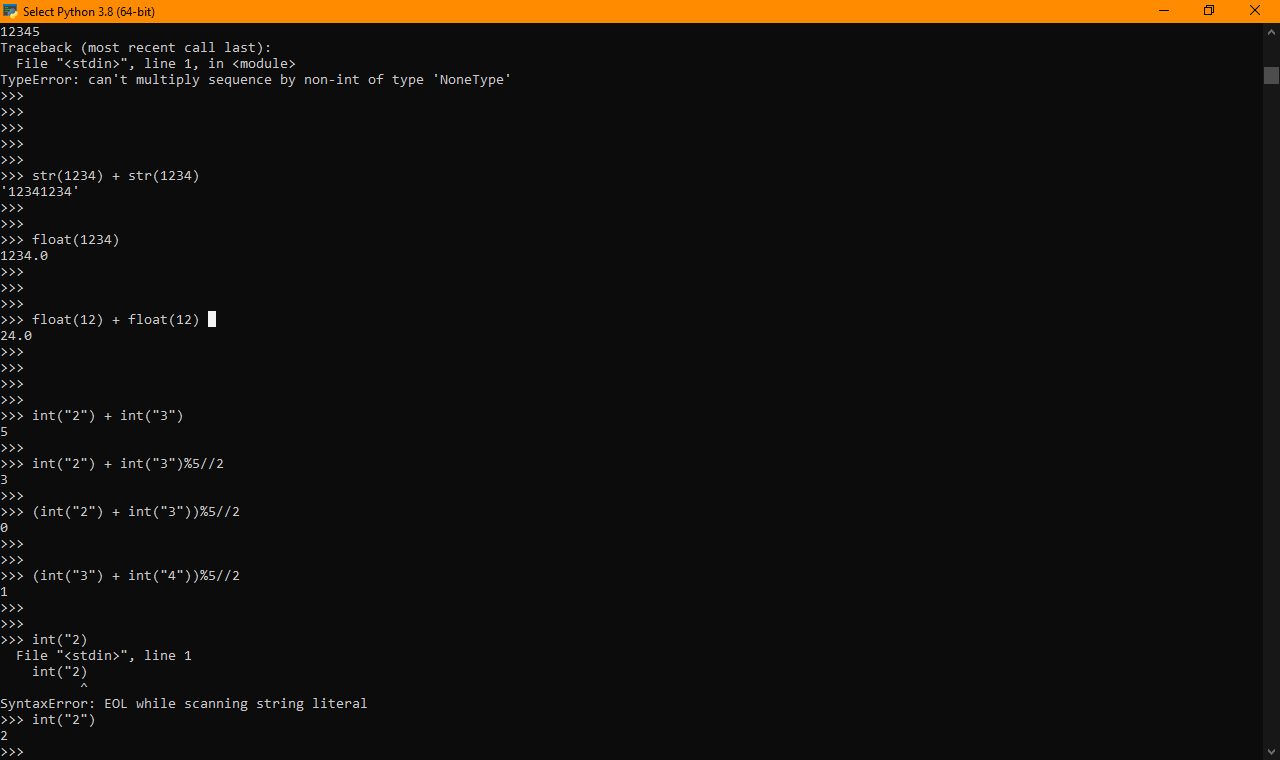 Select Python 3.8 (64-bit)
12345
Traceback (most recent call last):
  File "<stdin>", line 1, in <module>
TypeError: can't multiply sequence by non-int of type 'NoneType'
>>>
>>>
>>>
>>>
>>>
>>> str(1234) + str(1234)
'12341234'
>>>
>>>
>>> float(1234)
1234.0
>>>
>>>
>>>
>>> float(12) + float(12)
24.0
>>>
>>>
>>>
>>>
>>> int("2") + int("3")
5
>>>
>>> int("2") + int("3")%5//2
3
>>>
>>> (int("2") + int("3"))%5//2
0
>>>
>>>
>>> (int("3") + int("4"))%5//2
1
>>>
>>>
>>> int("2)
  File "<stdin>", line 1
    int("2)
          ^
SyntaxError: EOL while scanning string literal
>>> int("2")
2
>>>